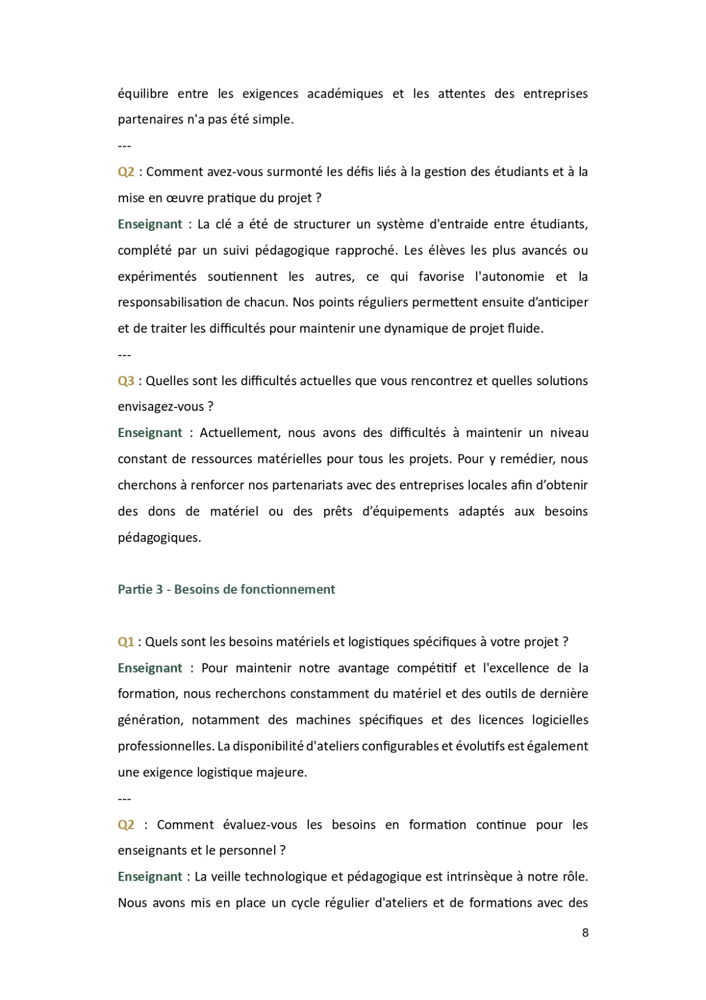 équilibre entre les exigences académiques et les attentes des entreprises
partenaires n'a pas été simple.
---
Q2 : Comment avez-vous surmonté les défis liés à la gestion des étudiants et à la
mise en œuvre pratique du projet ?
Enseignant : La clé a été de structurer un système d'entraide entre étudiants,
complété par un suivi pédagogique rapproché. Les élèves les plus avancés ou
expérimentés soutiennent les autres, ce qui favorise l'autonomie et la
responsabilisation de chacun. Nos points réguliers permettent ensuite d’anticiper
et de traiter les difficultés pour maintenir une dynamique de projet fluide.
---
Q3 : Quelles sont les difficultés actuelles que vous rencontrez et quelles solutions
envisagez-vous ?
Enseignant : Actuellement, nous avons des difficultés à maintenir un niveau
constant de ressources matérielles pour tous les projets. Pour y remédier, nous
cherchons à renforcer nos partenariats avec des entreprises locales afin d’obtenir
des dons de matériel ou des prêts d’équipements adaptés aux besoins
pédagogiques.
Partie 3 - Besoins de fonctionnement
Q1 : Quels sont les besoins matériels et logistiques spécifiques à votre projet ?
Enseignant : Pour maintenir notre avantage compétitif et l'excellence de la
formation, nous recherchons constamment du matériel et des outils de dernière
génération, notamment des machines spécifiques et des licences logicielles
professionnelles. La disponibilité d'ateliers configurables et évolutifs est également
une exigence logistique majeure.
---
Q2 : Comment évaluez-vous les besoins en formation continue pour les
enseignants et le personnel ?
Enseignant : La veille technologique et pédagogique est intrinsèque à notre rôle.
Nous avons mis en place un cycle régulier d'ateliers et de formations avec des
8